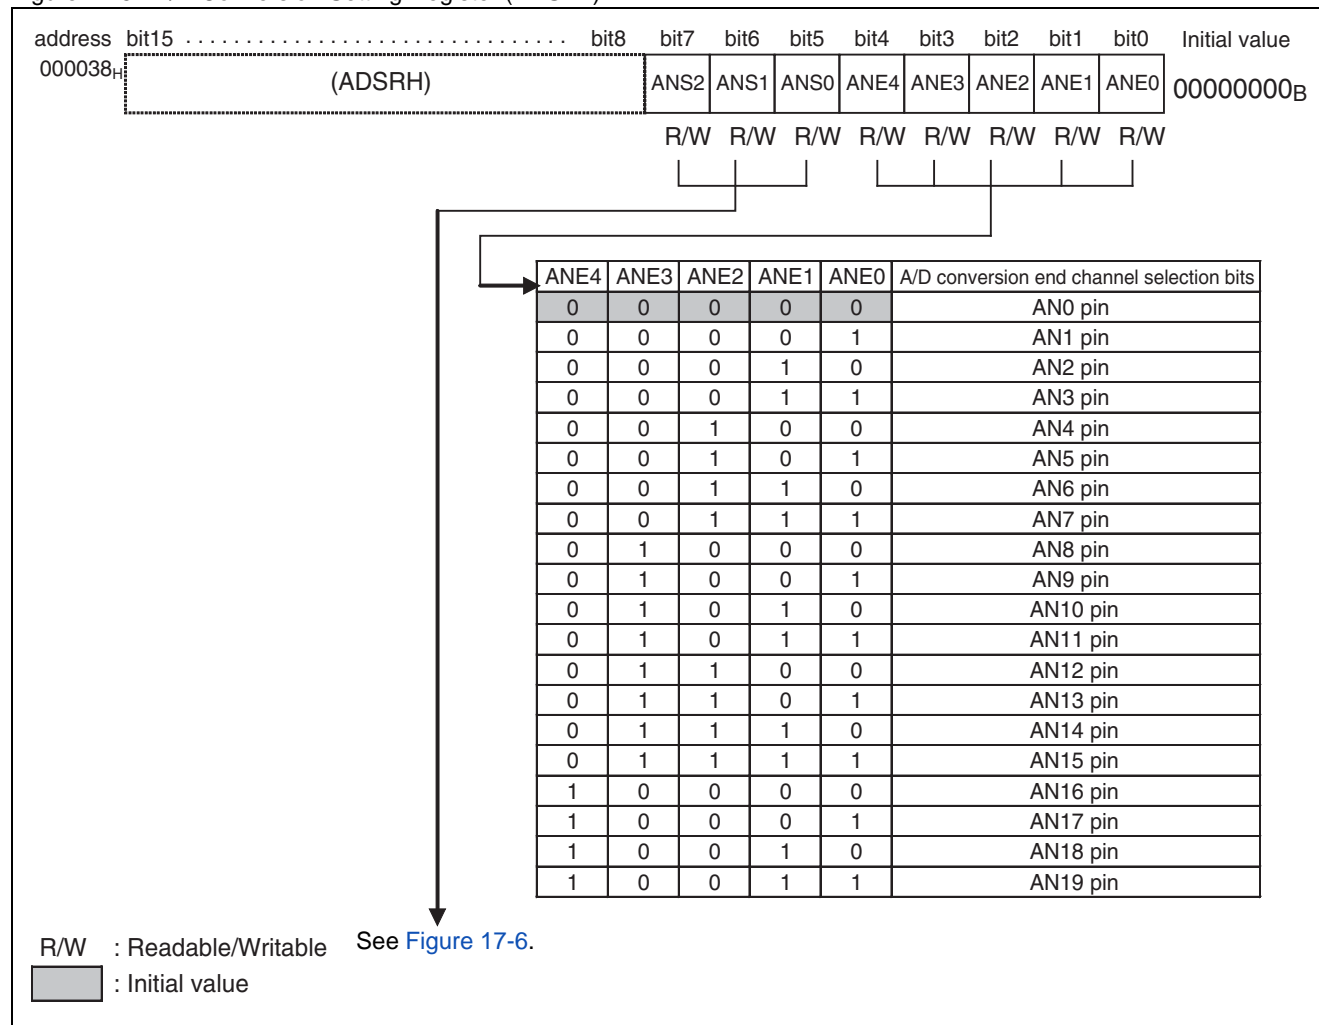 address bit15 . . . . . . . . . . . . . . . . . . . . . . . . . . . . . . . . bit8 bit7 bit6 bit5 bit4 bit3 bit2 bit1 bit0 Initial value
000038H (ADSRH) ANS2 ANS1 ANS0 ANE4 ANE3 ANE2 ANE1 ANE0 00000000B
R/W R/W R/W R/W R/W R/W R/W R/W
ANE4 ANE3 ANE2 ANE1 ANE0 A/D conversion end channel selection bits
0 0 0 0 0 AN0 pin
0 0 0 0 1 AN1 pin
0 0 0 1 0 AN2 pin
0 0 0 1 1 AN3 pin
0 0 1 0 0 AN4 pin
0 0 1 0 1 AN5 pin
0 0 1 1 0 AN6 pin
0 0 1 1 1 AN7 pin
0 1 0 0 0 AN8 pin
0 1 0 0 1 AN9 pin
0 1 0 1 0 AN10 pin
0 1 0 1 1 AN11 pin
0 1 1 0 0 AN12 pin
0 1 1 0 1 AN13 pin
0 1 1 1 0 AN14 pin
0 1 1 1 1 AN15 pin
1 0 0 0 0 AN16 pin
1 0 0 0 1 AN17 pin
1 0 0 1 0 AN18 pin
1 0 0 1 1 AN19 pin
See Figure 17-6.
R/W : Readable/Writable
: Initial value